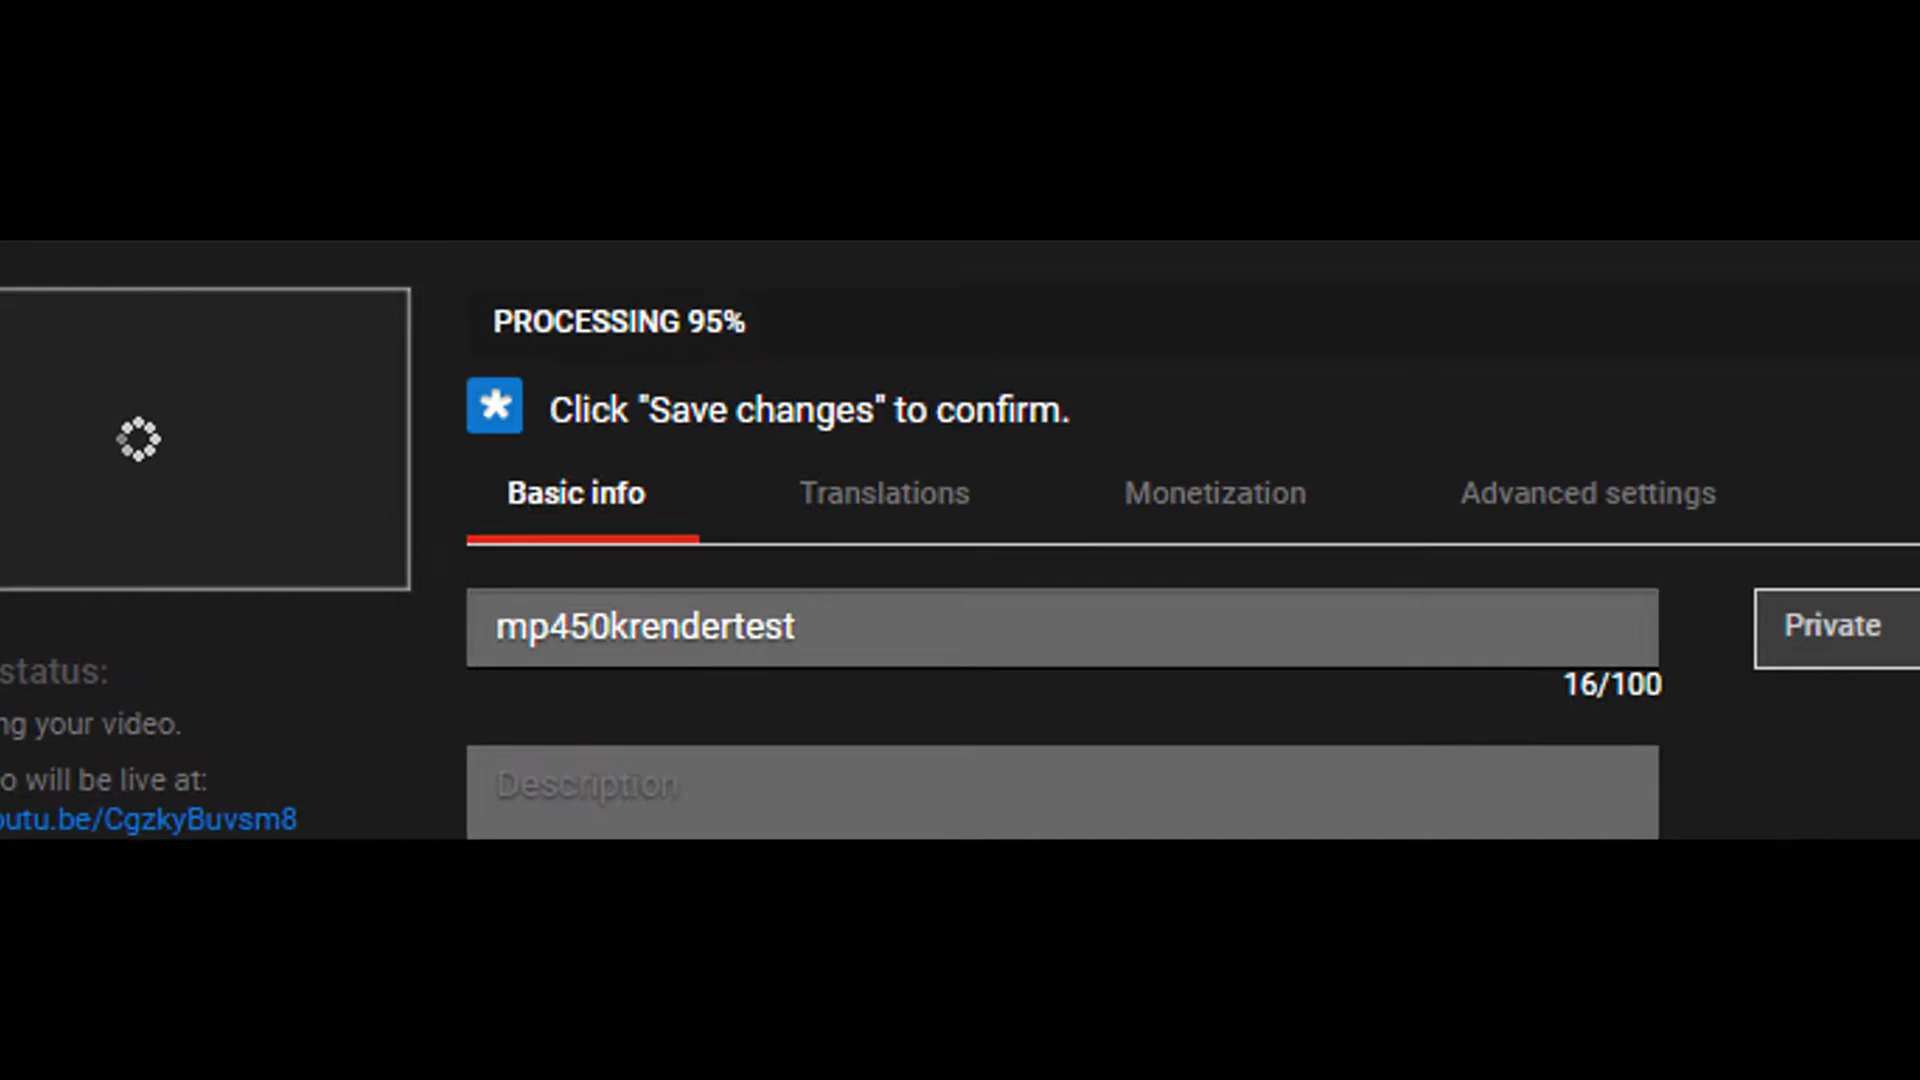 PROCESSING 95%
Click "Save changes" to confirm.
Basic info Translations Monetization Advanced settings
mp450krendertest
Private
16/100
Description
status:
ng your video.
o will be live at:
outu.be/CgzkyBuvsm8